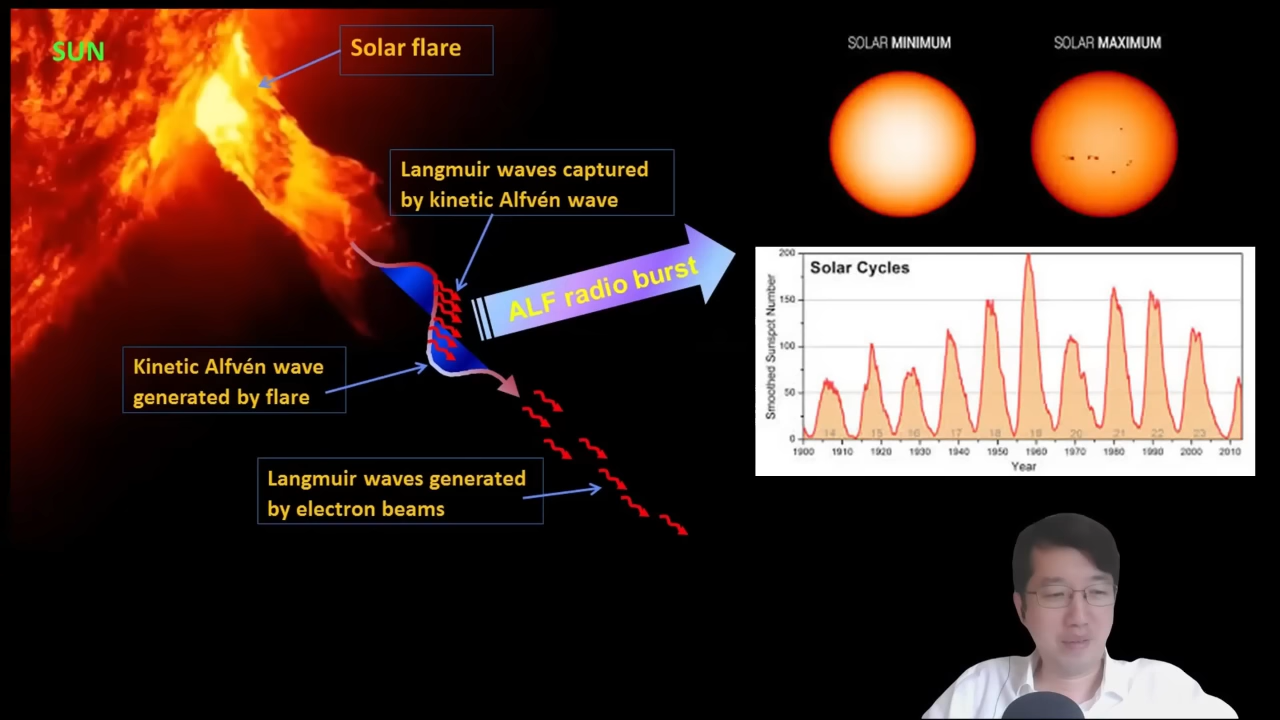 SUN
Solar flare
Langmuir waves captured
by kinetic Alfvén wave
ALF radio burst
Kinetic Alfvén wave
generated by flare
Langmuir waves generated
by electron beams
SOLAR MINIMUM
SOLAR MAXIMUM
Solar Cycles
Smoothed Sunspot Number
200
150
100
50
0
14 15 16 17 18 19 20 21 22 23
1900 1910 1920 1930 1940 1950 1960 1970 1980 1990 2000 2010
Year